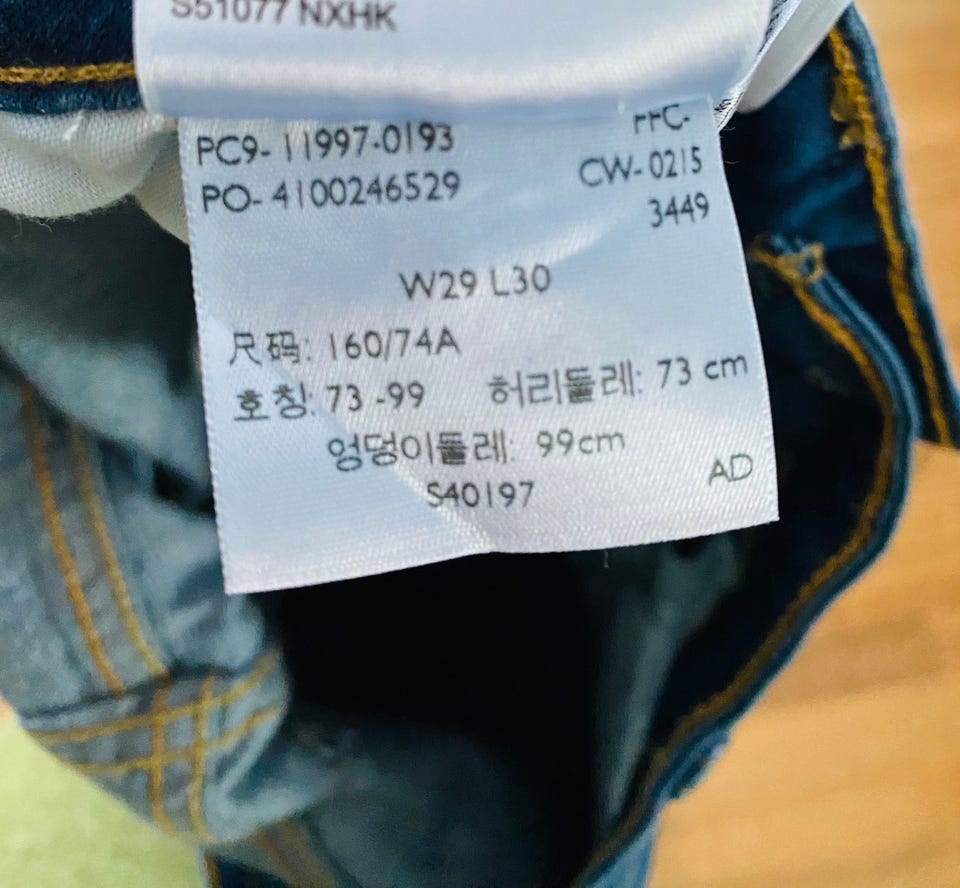 S51077 NXHK
PC9- 11997-0193 FFC-
PO- 4100246529 CW- 0215
3449
W29 L30
尺码: 160/74A
호칭: 73 -99 허리둘레: 73 cm
엉덩이둘레: 99cm
S40197 AD